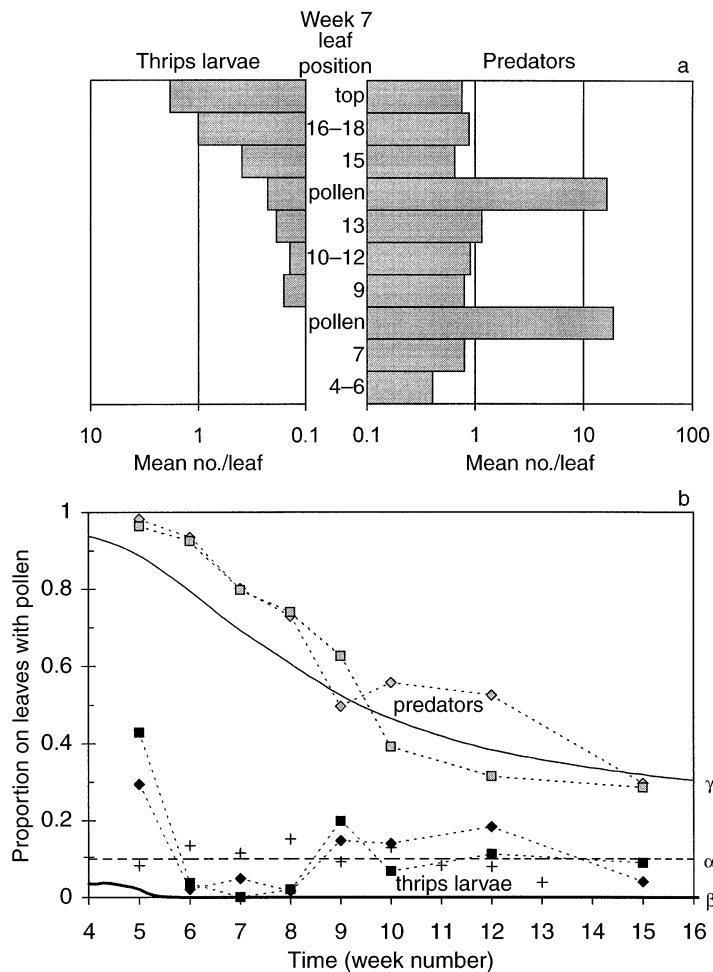 Week 7
leaf
position
Thrips larvae
Predators
a
top
16–18
15
pollen
13
10–12
9
pollen
7
4–6
10 1 0.1 0.1 1 10 100
Mean no./leaf Mean no./leaf
b
Proportion on leaves with pollen
1
0.8
0.6
0.4
0.2
0
predators
thrips larvae
γ
α
β
4 5 6 7 8 9 10 11 12 13 14 15 16
Time (week number)